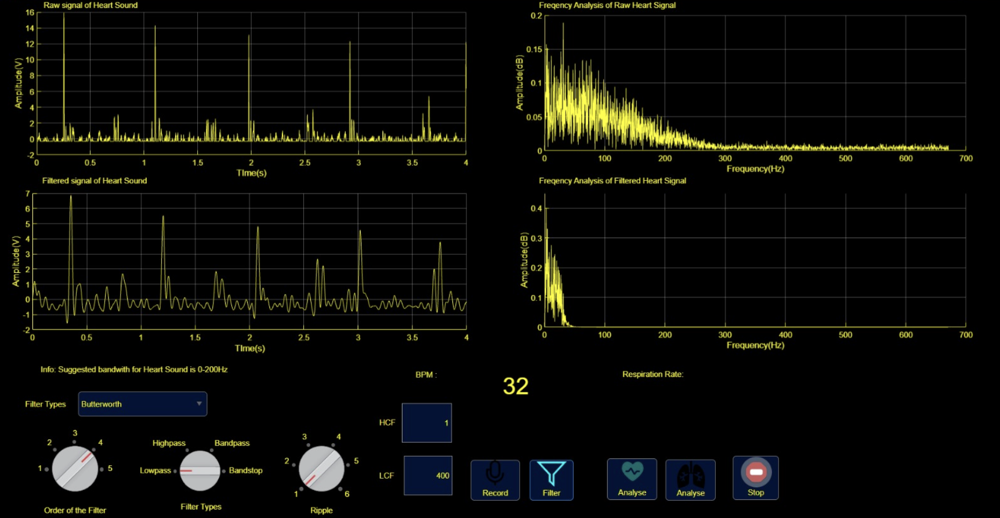 Raw signal of Heart Sound
16
14
12
10
8
6
4
2
0
-2
Amplitude(V)
0 0.5 1 1.5 2 2.5 3 3.5 4
TIme(s)
Freqency Analysis of Raw Heart Signal
0.2
0.15
0.1
0.05
0
Amplitude(dB)
0 100 200 300 400 500 600 700
Frequency(Hz)
Filtered signal of Heart Sound
7
6
5
4
3
2
1
0
-1
-2
Amplitude(V)
0 0.5 1 1.5 2 2.5 3 3.5 4
TIme(s)
Freqency Analysis of Filtered Heart Signal
0.4
0.3
0.2
0.1
0
Amplitude(dB)
0 100 200 300 400 500 600 700
Frequency(Hz)
Info: Suggested bandwith for Heart Sound is 0-200Hz
BPM :
32
Respiration Rate:
Filter Types
Butterworth
HCF
1
LCF
400
1 2 3 4 5
Order of the Filter
Lowpass
Highpass
Bandpass
Bandstop
Filter Types
1 2 3 4 5 6
Ripple
Record
Filter
Analyse
Analyse
Stop